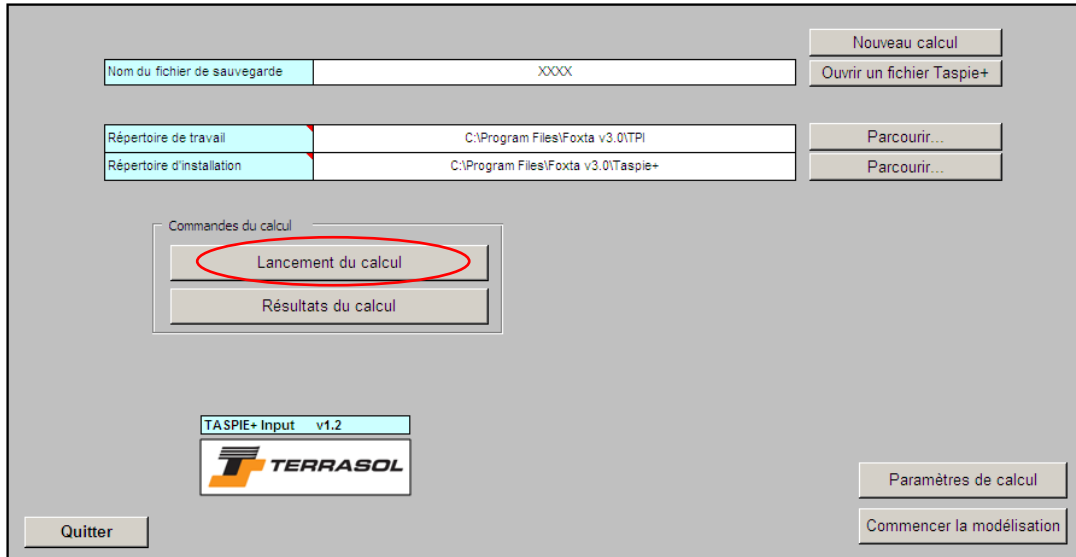 Nouveau calcul
Nom du fichier de sauvegarde XXXX Ouvrir un fichier Taspie+
Répertoire de travail C:\Program Files\Foxta v3.0\TPI Parcourir...
Répertoire d'installation C:\Program Files\Foxta v3.0\Taspie+ Parcourir...
Commandes du calcul
Lancement du calcul
Résultats du calcul
TASPIE+ Input v1.2
TERRASOL
Paramètres de calcul
Quitter Commencer la modélisation